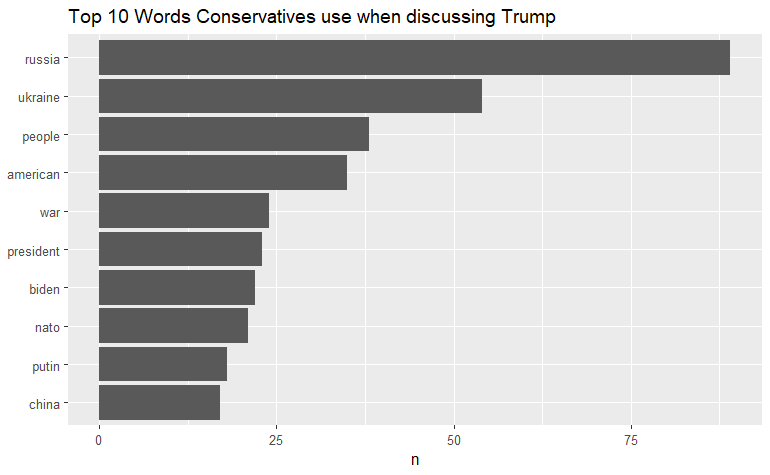 Top 10 Words Conservatives use when discussing Trump
russia
ukraine
people
american
war
president
biden
nato
putin
china
0 25 50 75
n